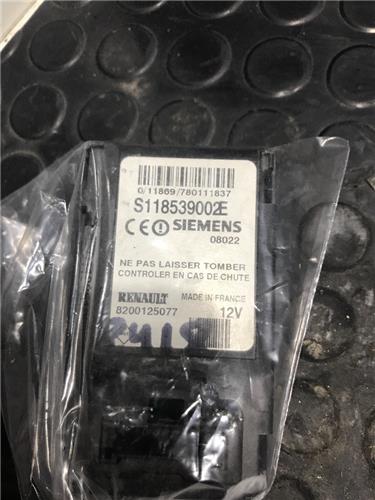 0/11869/780111837
S118539002E
CE SIEMENS
08022
NE PAS LAISSER TOMBER
CONTROLER EN CAS DE CHUTE
RENAULT MADE IN FRANCE
8200125077 12V